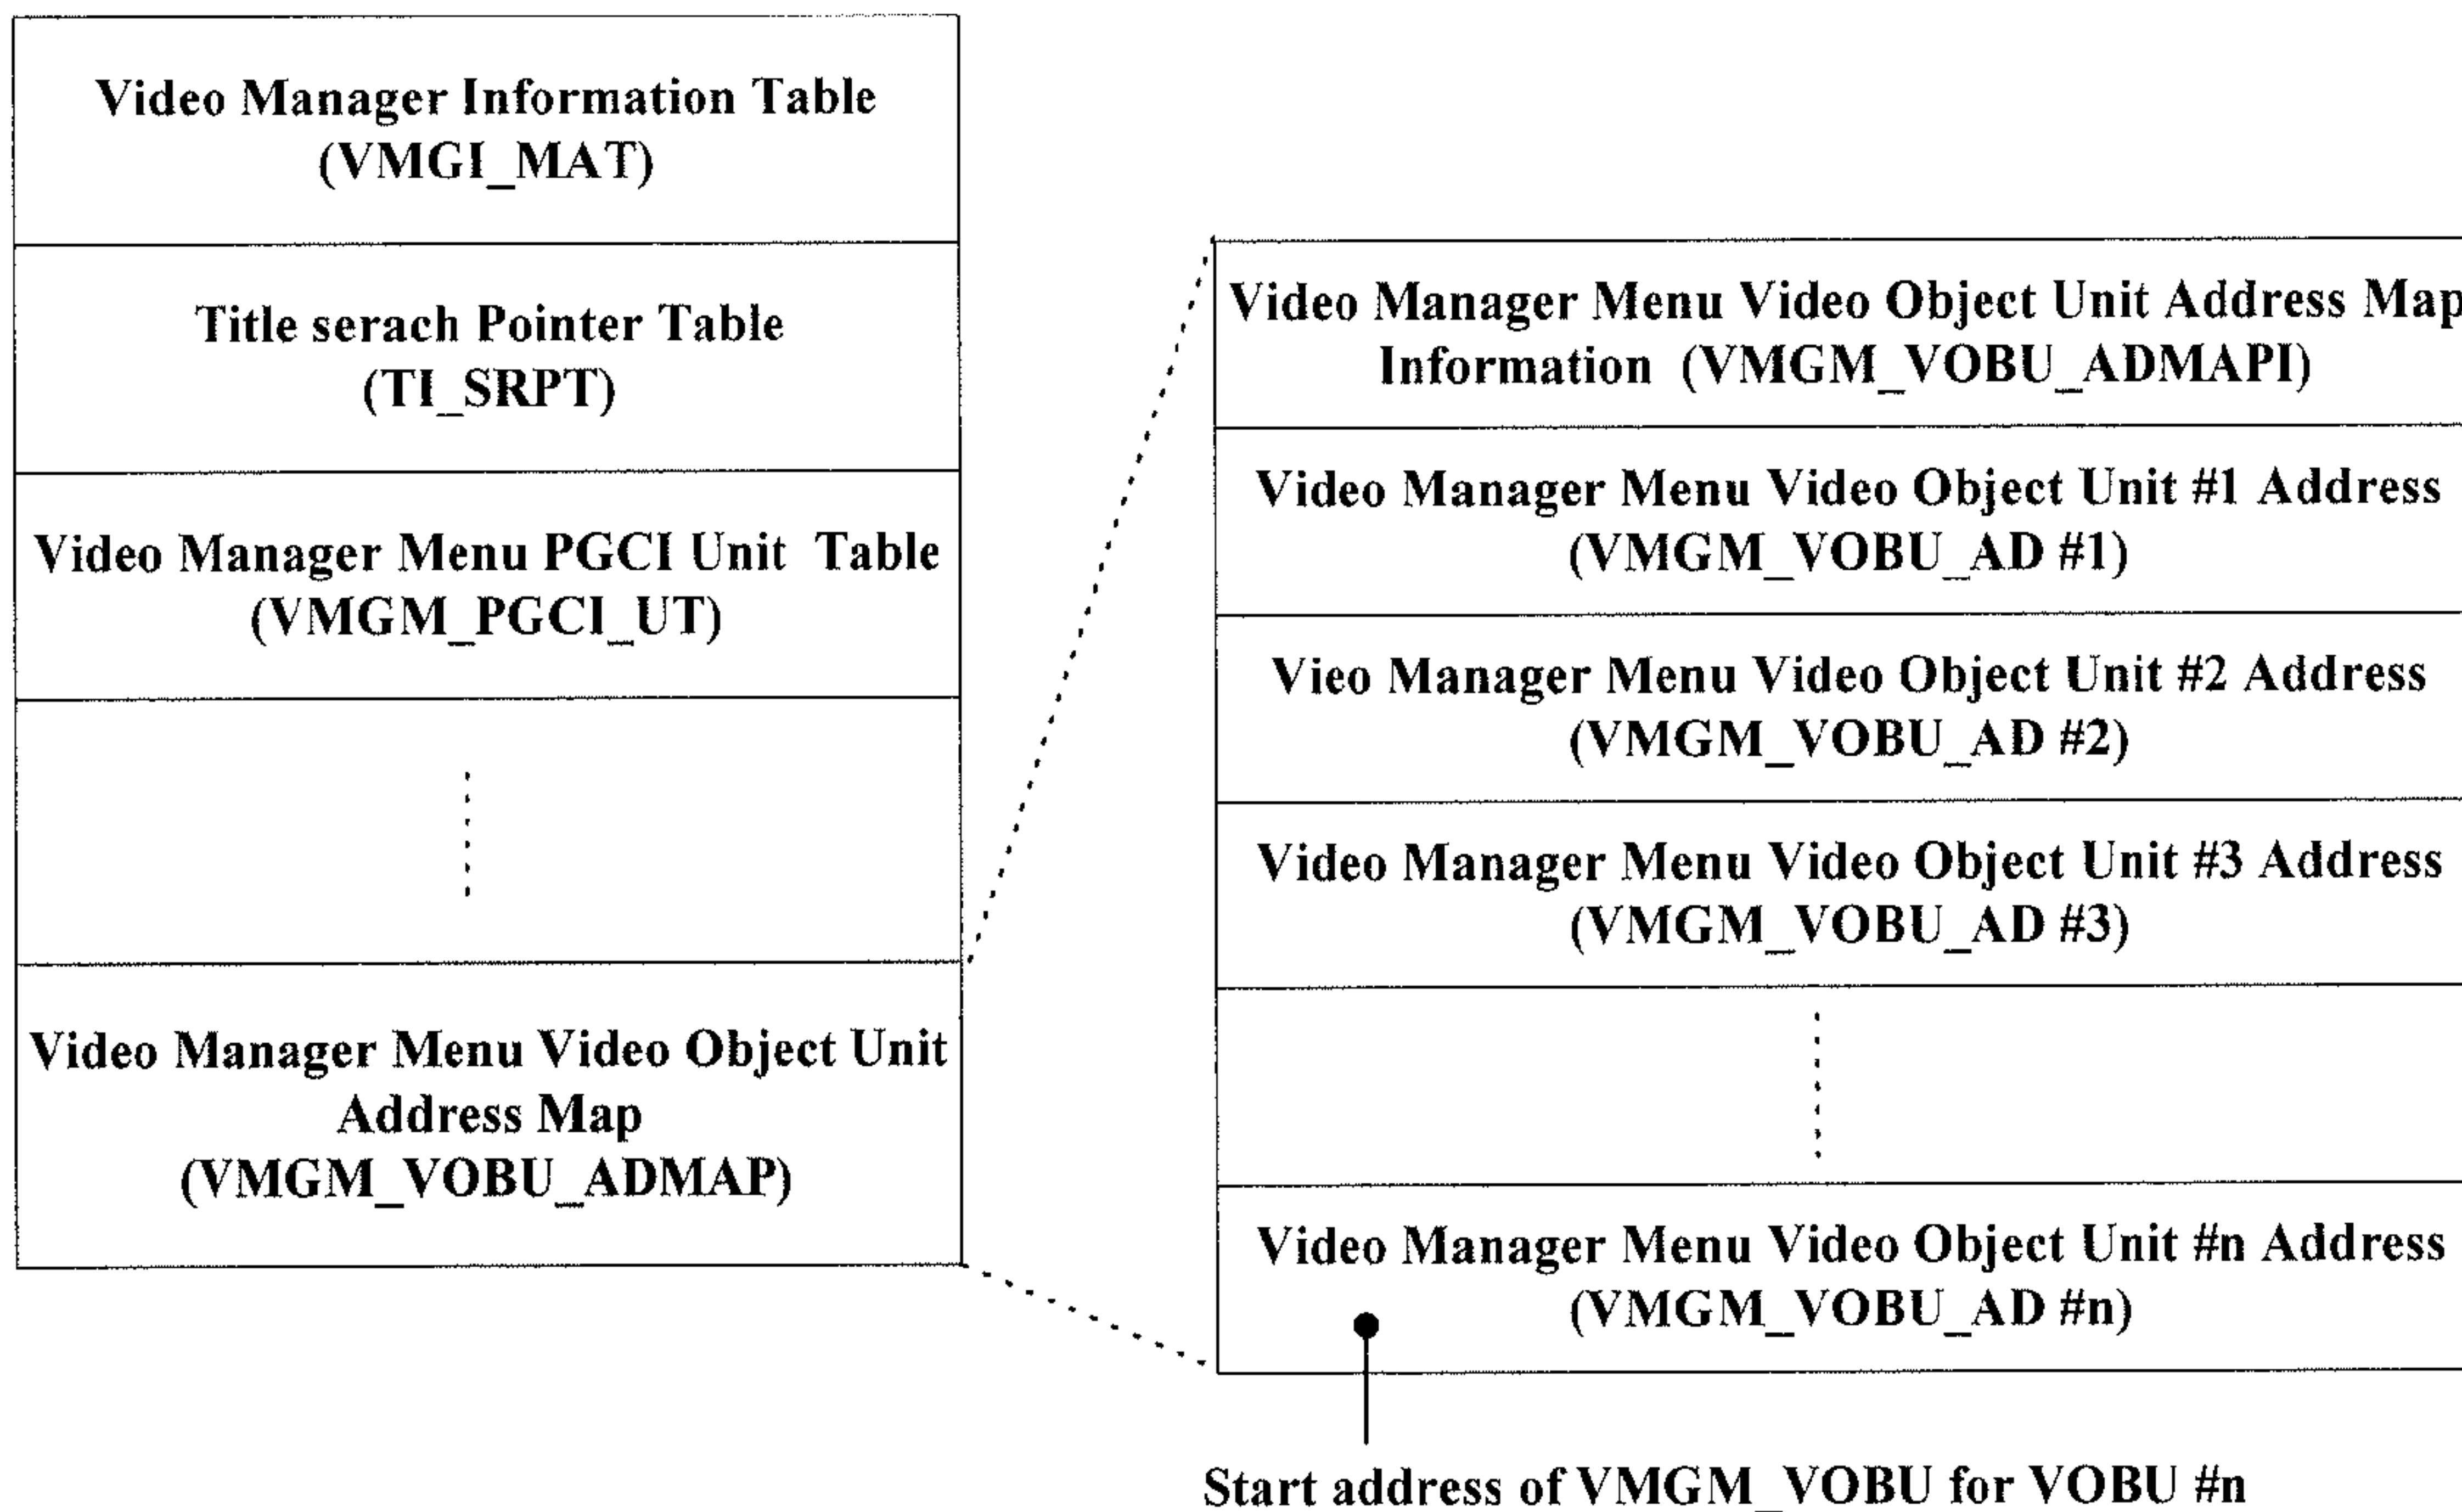 Video Manager Information Table
(VMGI_MAT)
Title serach Pointer Table
(TI_SRPT)
Video Manager Menu PGCI Unit Table
(VMGM_PGCI_UT)
Video Manager Menu Video Object Unit
Address Map
(VMGM_VOBU_ADMAP)
Video Manager Menu Video Object Unit Address Map
Information (VMGM_VOBU_ADMAPI)
Video Manager Menu Video Object Unit #1 Address
(VMGM_VOBU_AD #1)
Vieo Manager Menu Video Object Unit #2 Address
(VMGM_VOBU_AD #2)
Video Manager Menu Video Object Unit #3 Address
(VMGM_VOBU_AD #3)
Video Manager Menu Video Object Unit #n Address
(VMGM_VOBU_AD #n)
Start address of VMGM_VOBU for VOBU #n